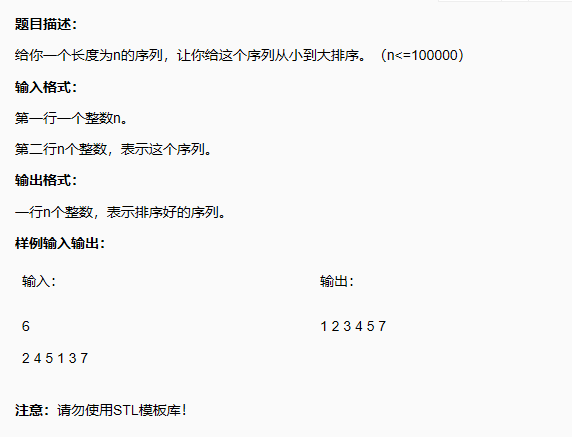 题目描述：
给你一个长度为n的序列，让你给这个序列从小到大排序。（n<=100000）
输入格式：
第一行一个整数n。
第二行n个整数，表示这个序列。
输出格式：
一行n个整数，表示排序好的序列。
样例输入输出：
输入： 输出：
6 1 2 3 4 5 7
2 4 5 1 3 7
注意：请勿使用STL模板库！